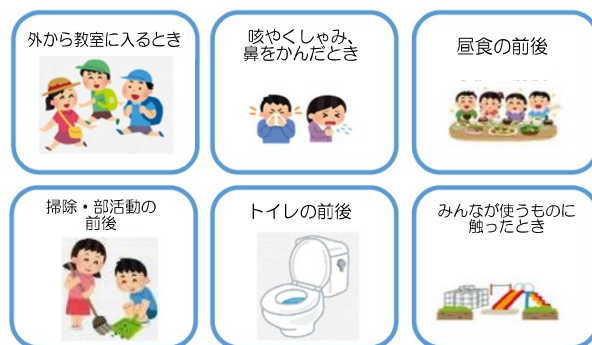 外から教室に入るとき
咳やくしゃみ、
鼻をかんだとき
昼食の前後
掃除・部活動の
前後
トイレの前後
みんなが使うものに
触ったとき